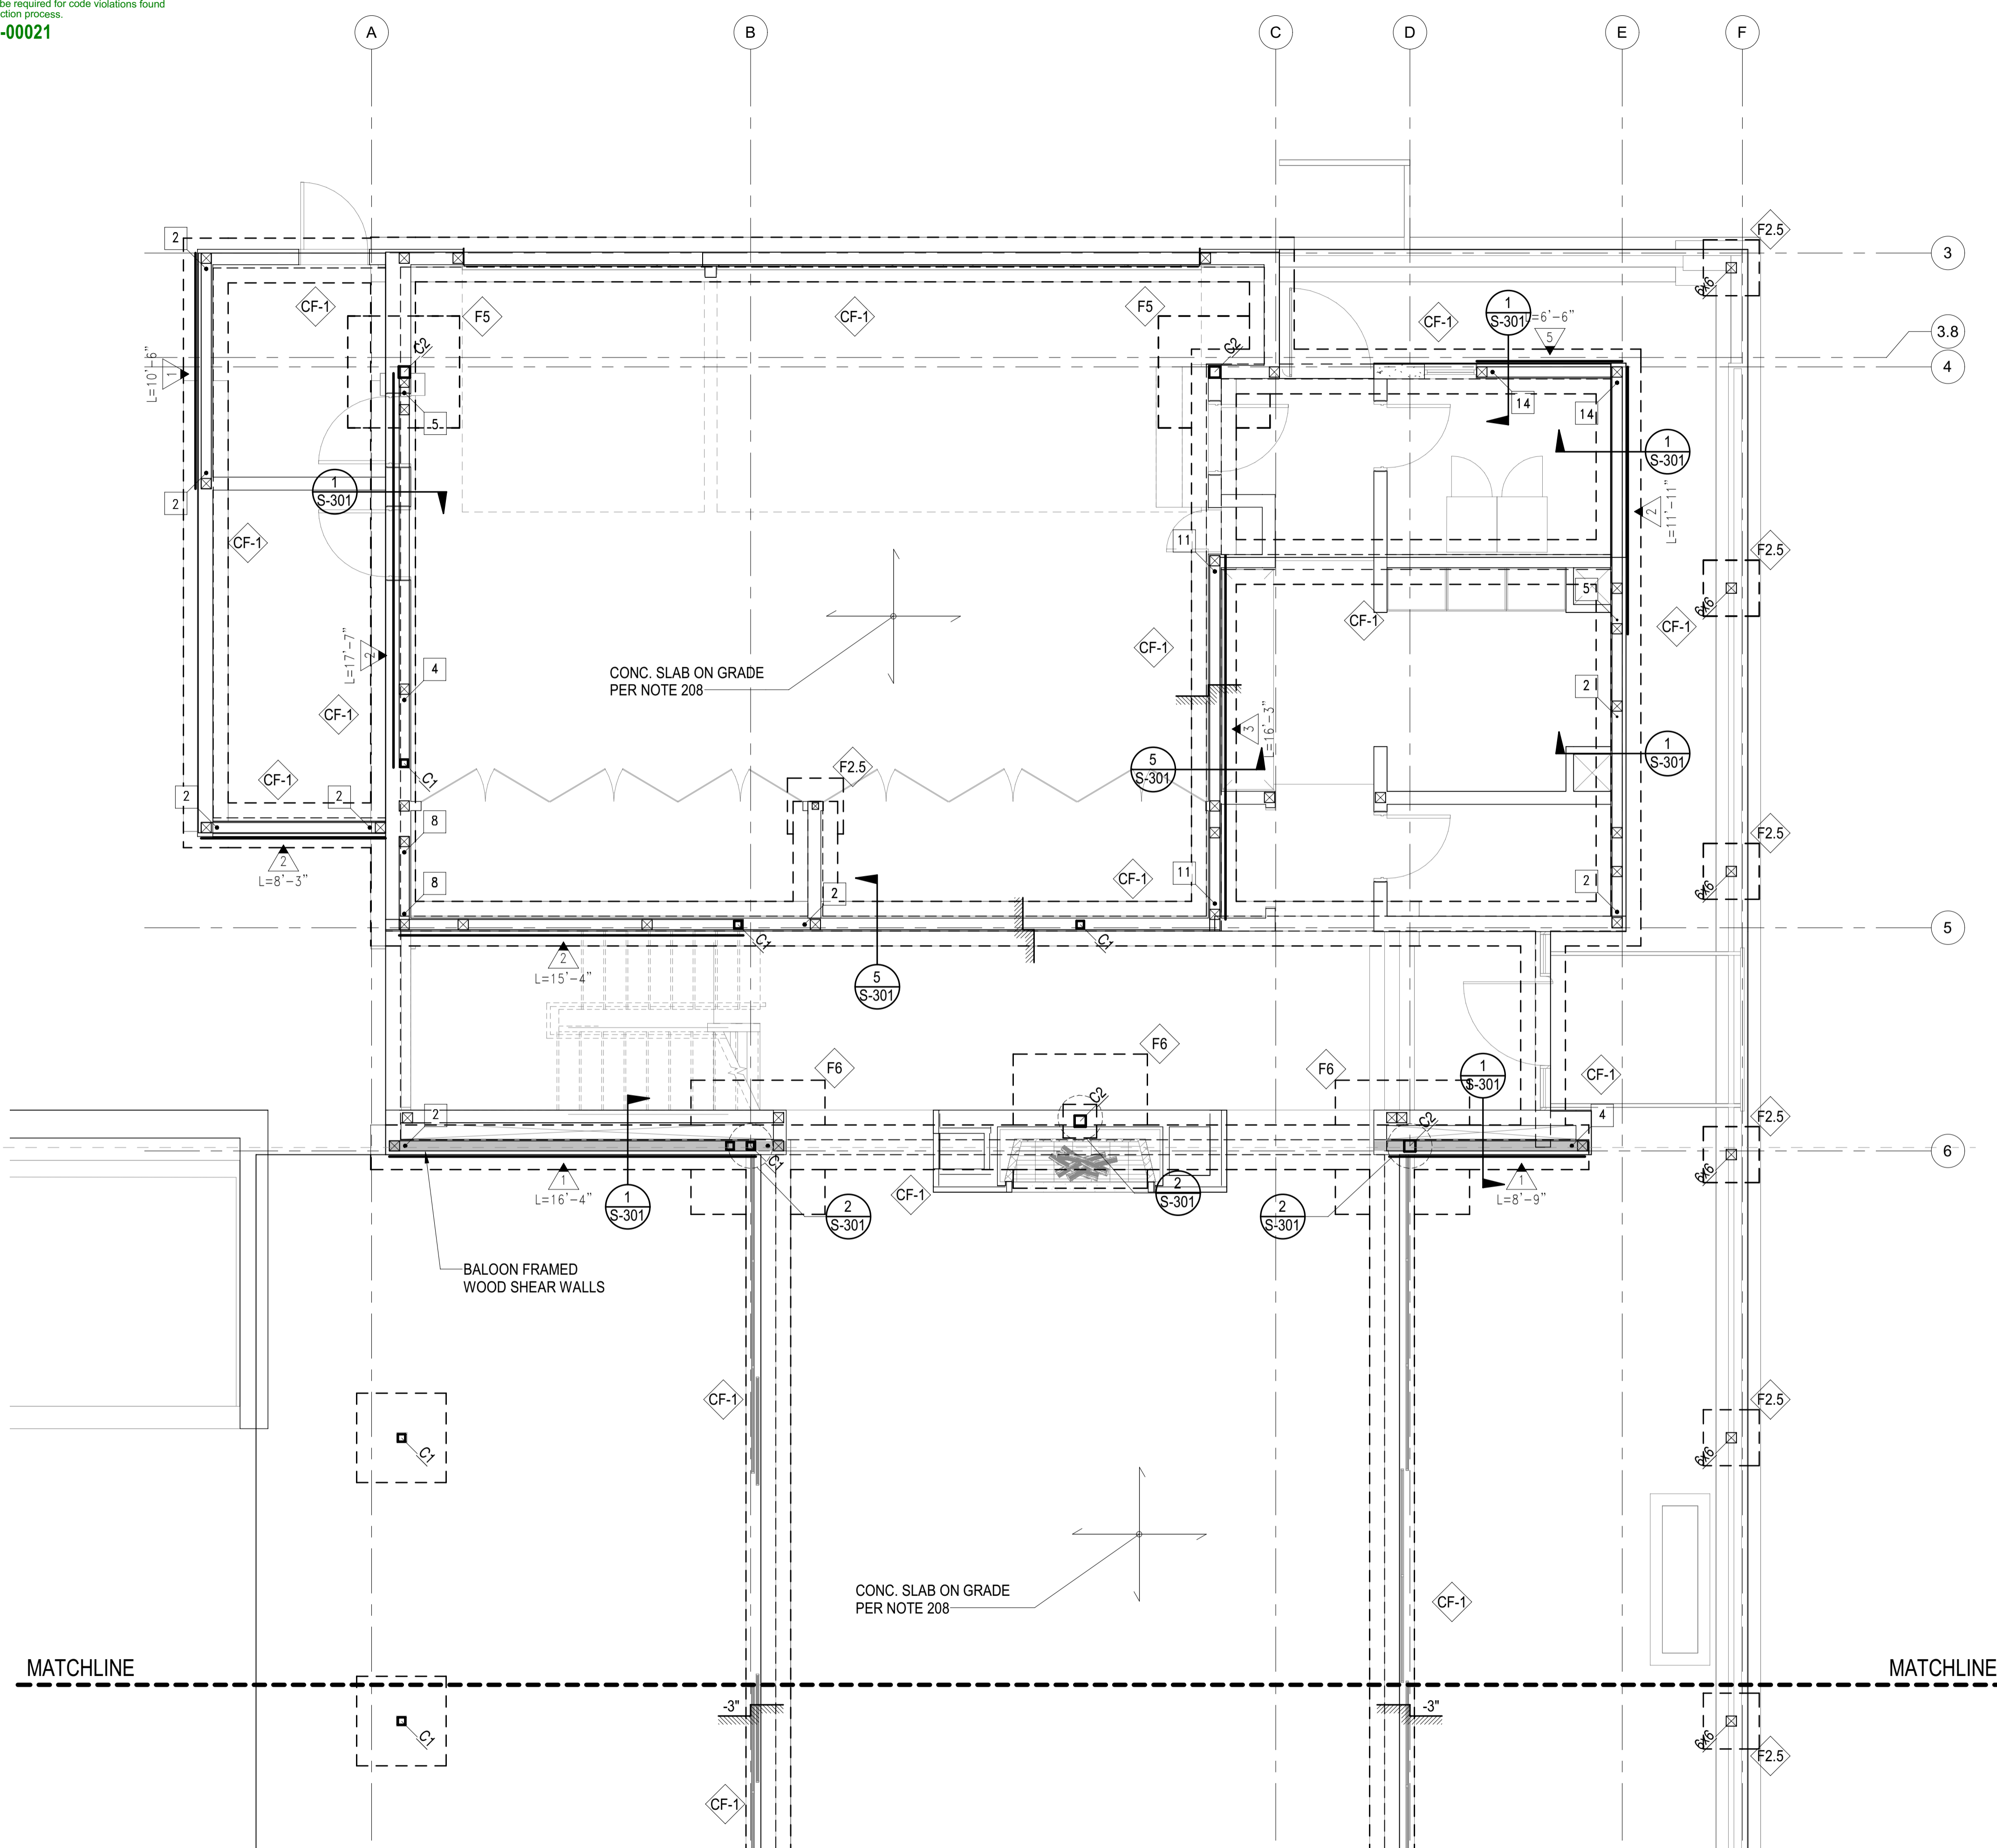 be required for code violations found
ction process.
-00021
A
B
C
D
E
F
F2.5
2
3
CF-1
F5
CF-1
F5
CF-1
1
S-301
L=6'-6"
5
3.8
C2
C2
4
L=10'-6"
1
5
14
14
1
S-301
1
S-301
2
L=11'-11"
2
CF-1
11
F2.5
6x6
6x6
5
CF-1
CF-1
CF-1
L=17'-7"
2
4
CONC. SLAB ON GRADE
PER NOTE 208
2
CF-1
3
L=16'-3"
C1
F2.5
5
S-301
1
S-301
CF-1
2
2
8
F2.5
6x6
2
L=8'-3"
8
2
CF-1
11
2
5
C1
C1
2
L=15'-4"
5
S-301
F6
F6
F6
1
S-301
CF-1
C2
C2
2
4
F2.5
6x6
6
C1
1
L=16'-4"
1
S-301
CF-1
2
S-301
2
S-301
2
S-301
1
L=8'-9"
BALOON FRAMED
WOOD SHEAR WALLS
CF-1
F2.5
6x6
C1
CONC. SLAB ON GRADE
PER NOTE 208
CF-1
MATCHLINE
MATCHLINE
-3"
-3"
C1
6x6
F2.5
CF-1